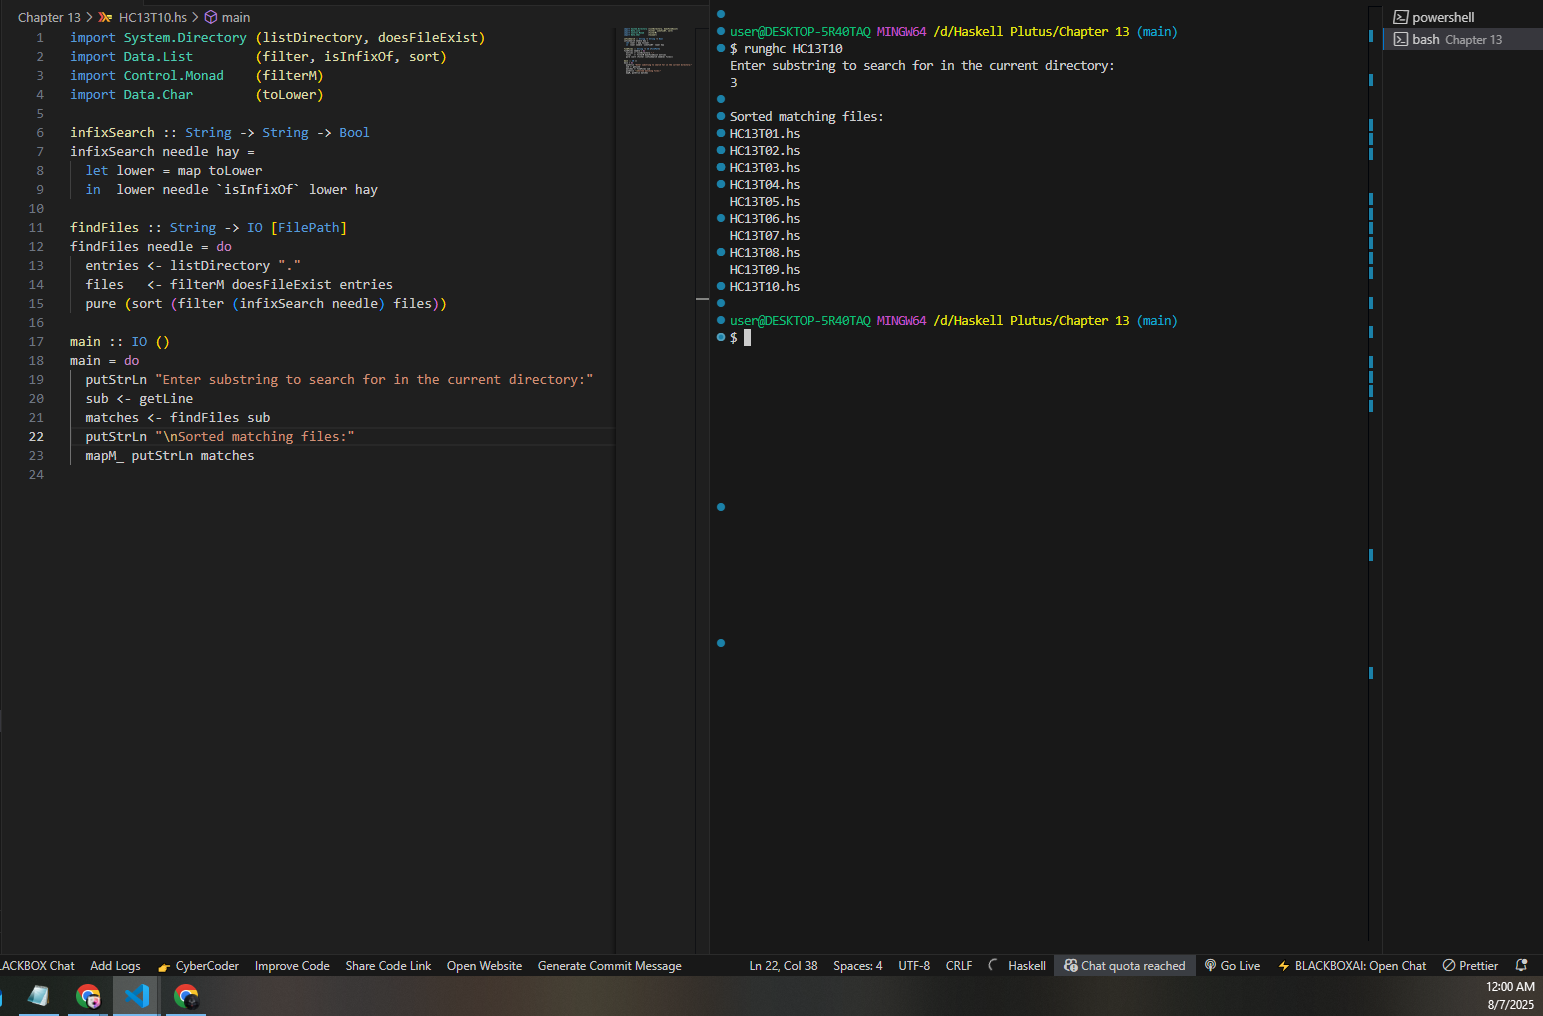 Chapter 13 > HC13T10.hs > main
1 import System.Directory (listDirectory, doesFileExist)
2 import Data.List        (filter, isInfixOf, sort)
3 import Control.Monad    (filterM)
4 import Data.Char        (toLower)
5
6 infixSearch :: String -> String -> Bool
7 infixSearch needle hay =
8   let lower = map toLower
9   in  lower needle `isInfixOf` lower hay
10
11 findFiles :: String -> IO [FilePath]
12 findFiles needle = do
13   entries <- listDirectory "."
14   files   <- filterM doesFileExist entries
15   pure (sort (filter (infixSearch needle) files))
16
17 main :: IO ()
18 main = do
19   putStrLn "Enter substring to search for in the current directory:"
20   sub <- getLine
21   matches <- findFiles sub
22   putStrLn "\nSorted matching files:"
23   mapM_ putStrLn matches
24
user@DESKTOP-5R40TAQ MINGW64 /d/Haskell Plutus/Chapter 13 (main)
$ runghc HC13T10
Enter substring to search for in the current directory:
3
Sorted matching files:
HC13T01.hs
HC13T02.hs
HC13T03.hs
HC13T04.hs
HC13T05.hs
HC13T06.hs
HC13T07.hs
HC13T08.hs
HC13T09.hs
HC13T10.hs
user@DESKTOP-5R40TAQ MINGW64 /d/Haskell Plutus/Chapter 13 (main)
$
powershell
bash Chapter 13
LACKBOX Chat Add Logs CyberCoder Improve Code Share Code Link Open Website Generate Commit Message Ln 22, Col 38 Spaces: 4 UTF-8 CRLF Haskell Chat quota reached Go Live BLACKBOXAI: Open Chat Prettier
12:00 AM
8/7/2025